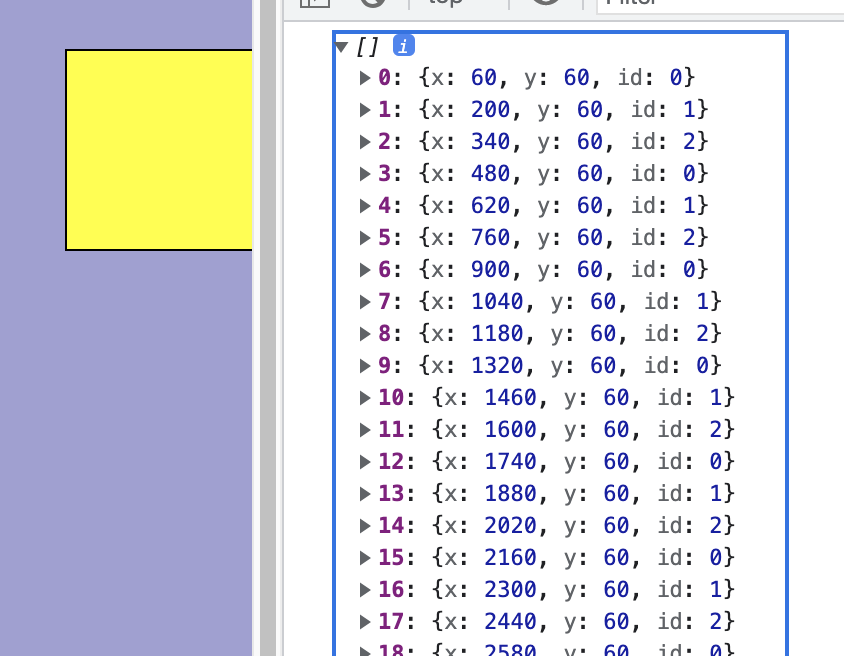 top
Filter
[] i
0: {x: 60, y: 60, id: 0}
1: {x: 200, y: 60, id: 1}
2: {x: 340, y: 60, id: 2}
3: {x: 480, y: 60, id: 0}
4: {x: 620, y: 60, id: 1}
5: {x: 760, y: 60, id: 2}
6: {x: 900, y: 60, id: 0}
7: {x: 1040, y: 60, id: 1}
8: {x: 1180, y: 60, id: 2}
9: {x: 1320, y: 60, id: 0}
10: {x: 1460, y: 60, id: 1}
11: {x: 1600, y: 60, id: 2}
12: {x: 1740, y: 60, id: 0}
13: {x: 1880, y: 60, id: 1}
14: {x: 2020, y: 60, id: 2}
15: {x: 2160, y: 60, id: 0}
16: {x: 2300, y: 60, id: 1}
17: {x: 2440, y: 60, id: 2}
18: {x: 2580, y: 60, id: 0}